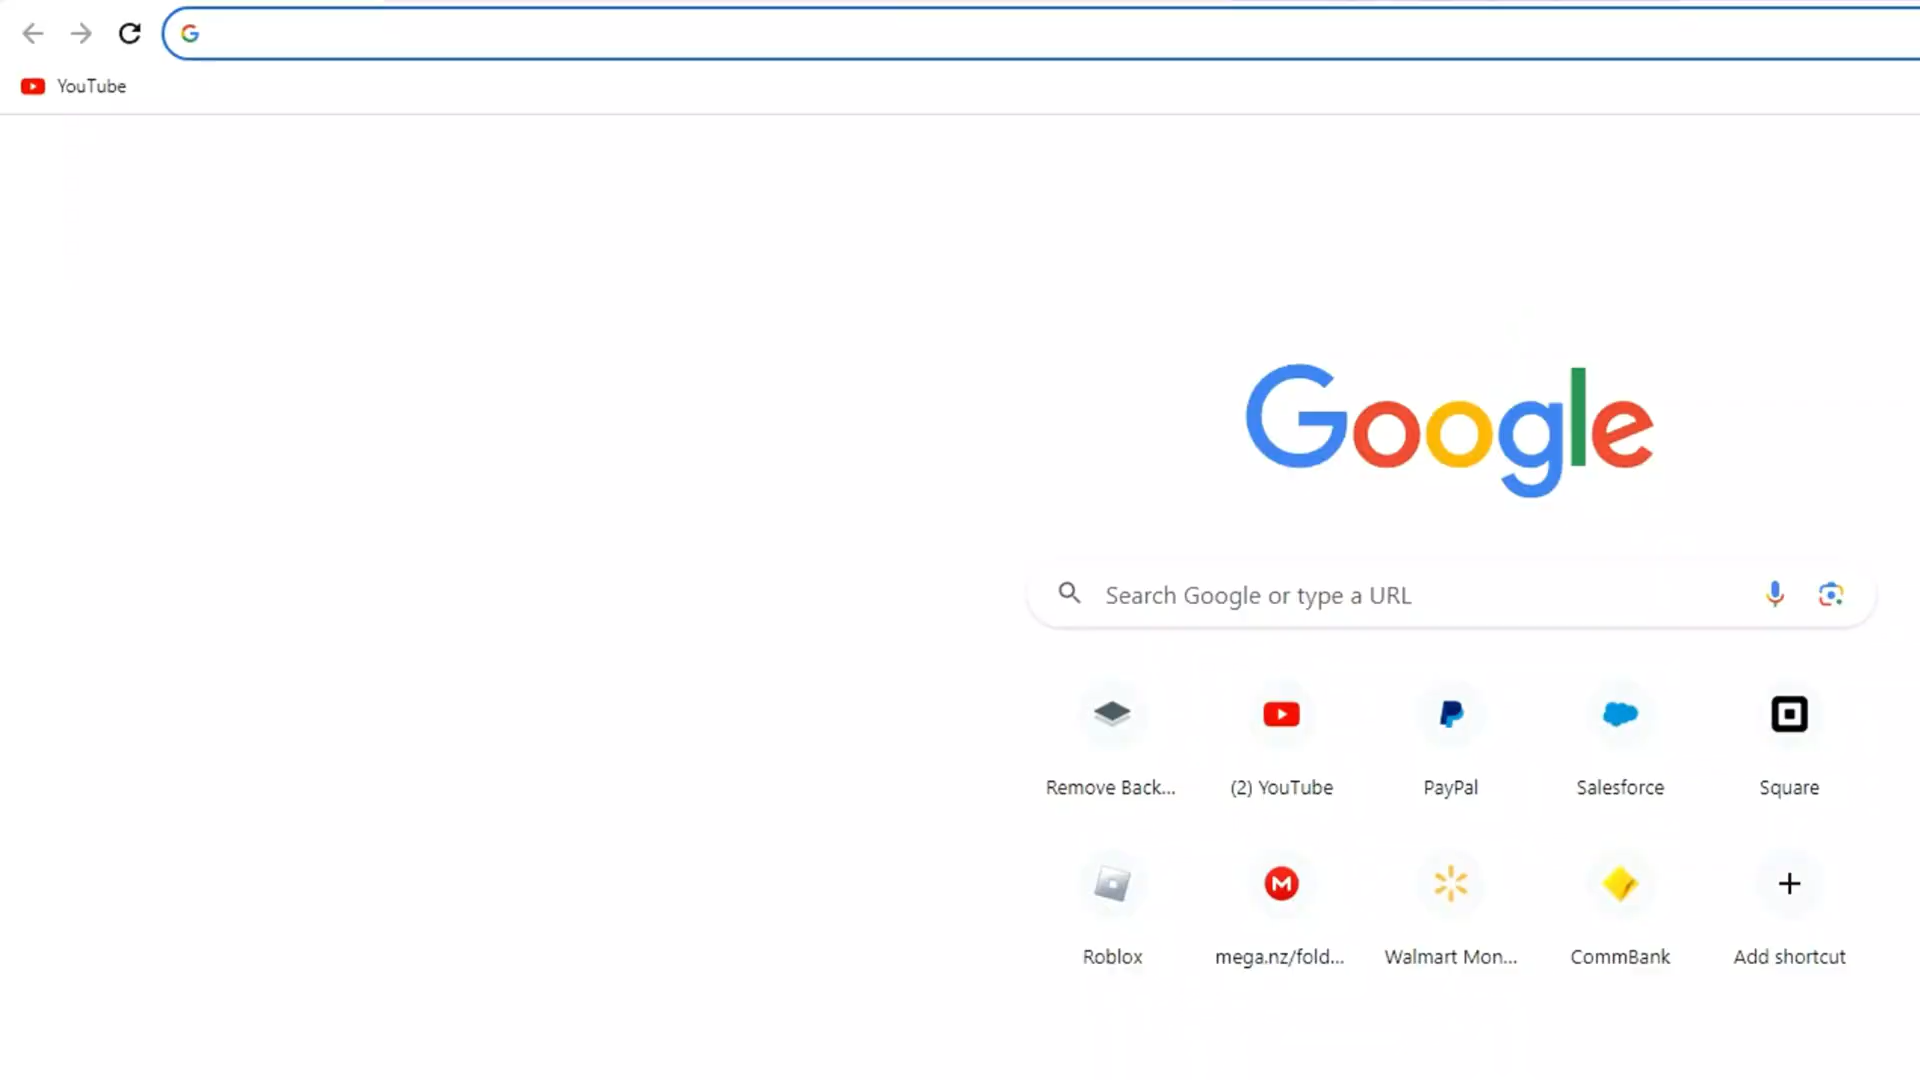 YouTube
Google
Search Google or type a URL
Remove Back...
(2) YouTube
PayPal
Salesforce
Square
Roblox
mega.nz/fold...
Walmart Mon...
CommBank
Add shortcut